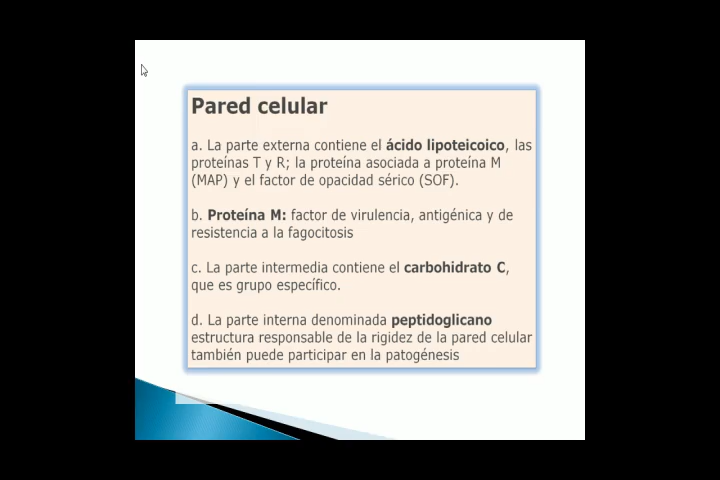 Pared celular
a. La parte externa contiene el ácido lipoteicoico, las
proteínas T y R; la proteína asociada a proteína M
(MAP) y el factor de opacidad sérico (SOF).
b. Proteína M: factor de virulencia, antigénica y de
resistencia a la fagocitosis
c. La parte intermedia contiene el carbohidrato C,
que es grupo específico.
d. La parte interna denominada peptidoglicano
estructura responsable de la rigidez de la pared celular
también puede participar en la patogénesis